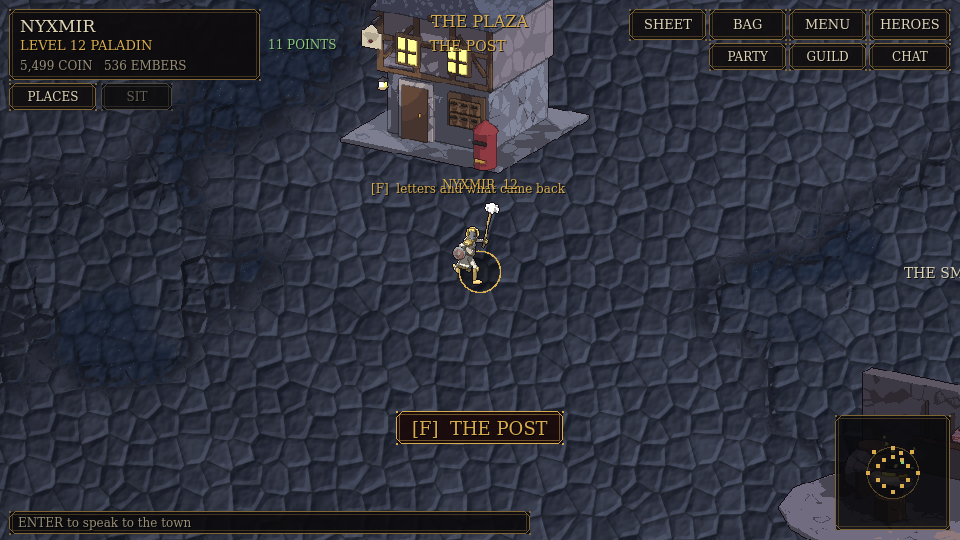 NYXMIR
LEVEL 12 PALADIN
5,499 COIN 536 EMBERS
11 POINTS
PLACES
SIT
THE PLAZA
THE POST
SHEET
BAG
MENU
HEROES
PARTY
GUILD
CHAT
NYXMIR 12
[F] letters and what came back
THE SM
[F] THE POST
ENTER to speak to the town